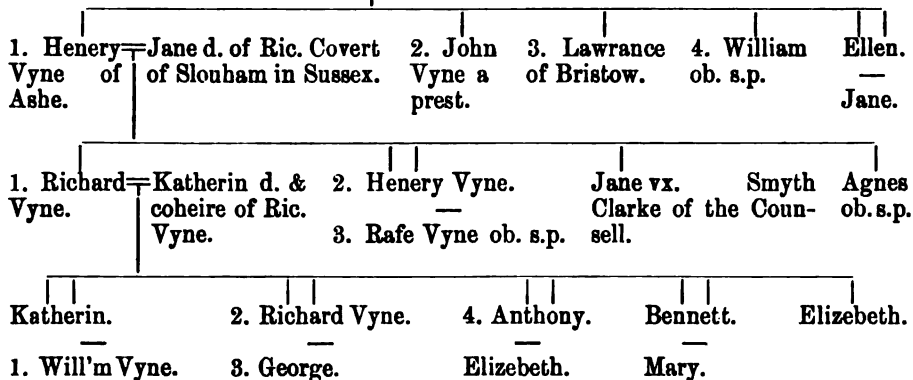 1. Henery═Jane d. of Ric. Covert 2. John 3. Lawrance 4. William Ellen.
Vyne of of Slouham in Sussex. Vyne a of Bristow. ob. s.p. —
Ashe. prest. Jane.
1. Richard═Katherin d. & 2. Henery Vyne. Jane vx. Smyth Agnes
Vyne. coheire of Ric. — Clarke of the Coun- ob. s.p.
Vyne. 3. Rafe Vyne ob. s.p. sell.
Katherin. 2. Richard Vyne. 4. Anthony. Bennett. Elizebeth.
— — — —
1. Will'm Vyne. 3. George. Elizebeth. Mary.